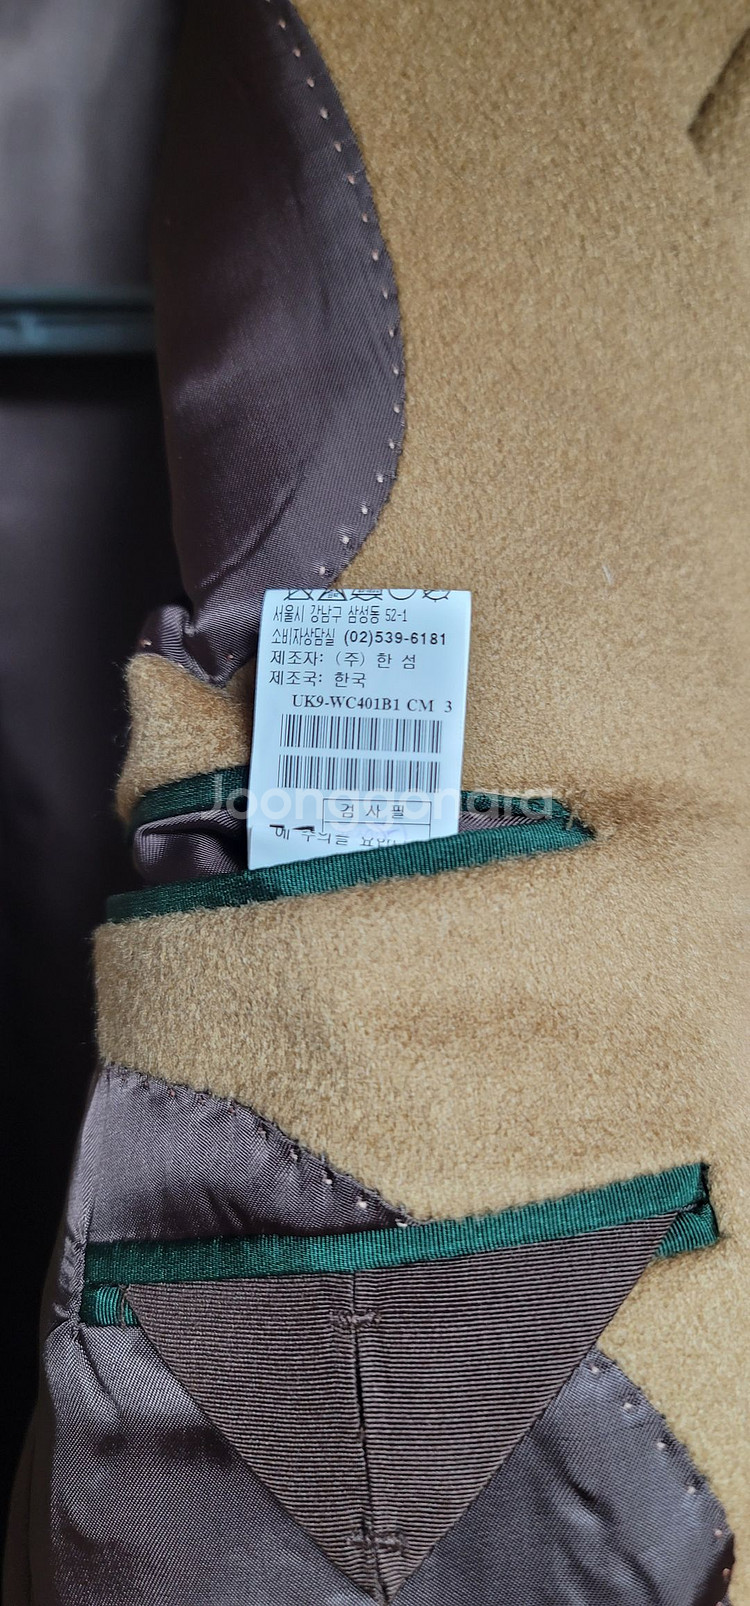 서울시 강남구 삼성동 52-1
소비자상담실 (02)539-6181
제조자: (주) 한 섬
제조국: 한국
UK9-WC401B1 CM 3
Joonggonara
검 사 필